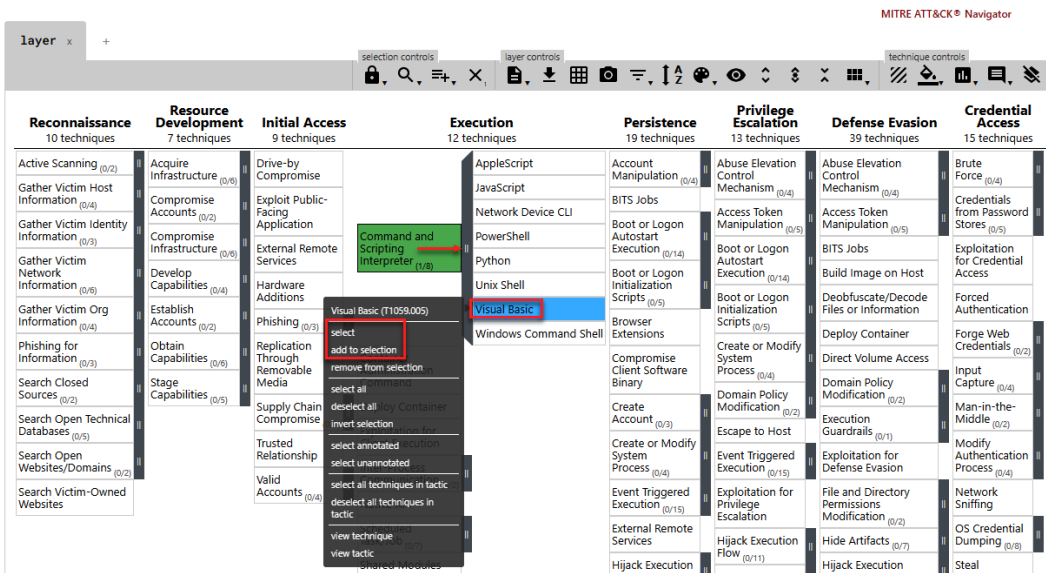 MITRE ATT&CK® Navigator
layer x +
selection controls
layer controls
technique controls
Reconnaissance
10 techniques
Active Scanning (0/2)
Gather Victim Host
Information (0/4)
Gather Victim Identity
Information (0/3)
Gather Victim
Network
Information (0/6)
Gather Victim Org
Information (0/4)
Phishing for
Information (0/3)
Search Closed
Sources (0/2)
Search Open Technical
Databases (0/5)
Search Open
Websites/Domains (0/2)
Search Victim-Owned
Websites
Resource
Development
7 techniques
Acquire
Infrastructure (0/6)
Compromise
Accounts (0/2)
Compromise
Infrastructure (0/6)
Develop
Capabilities (0/4)
Establish
Accounts (0/2)
Obtain
Capabilities (0/6)
Stage
Capabilities (0/5)
Initial Access
9 techniques
Drive-by
Compromise
Exploit Public-
Facing
Application
External Remote
Services
Hardware
Additions
Phishing (0/3)
Replication
Through
Removable
Media
Supply Chain
Compromise
Trusted
Relationship
Valid
Accounts (0/4)
Execution
12 techniques
Command and
Scripting
Interpreter (1/8)
AppleScript
JavaScript
Network Device CLI
PowerShell
Python
Unix Shell
Visual Basic
Windows Command Shell
Visual Basic (T1059.005)
select
add to selection
remove from selection
select all
deselect all
invert selection
select annotated
select unannotated
select all techniques in tactic
deselect all techniques in
tactic
view technique
view tactic
Shared Modules
Persistence
19 techniques
Account
Manipulation (0/4)
BITS Jobs
Boot or Logon
Autostart
Execution (0/14)
Boot or Logon
Initialization
Scripts (0/5)
Browser
Extensions
Compromise
Client Software
Binary
Create
Account (0/3)
Create or Modify
System
Process (0/4)
Event Triggered
Execution (0/15)
External Remote
Services
Hijack Execution
Privilege
Escalation
13 techniques
Abuse Elevation
Control
Mechanism (0/4)
Access Token
Manipulation (0/5)
Boot or Logon
Autostart
Execution (0/14)
Boot or Logon
Initialization
Scripts (0/5)
Create or Modify
System
Process (0/4)
Domain Policy
Modification (0/2)
Escape to Host
Event Triggered
Execution (0/15)
Exploitation for
Privilege
Escalation
Hijack Execution
Flow (0/11)
Defense Evasion
39 techniques
Abuse Elevation
Control
Mechanism (0/4)
Access Token
Manipulation (0/5)
BITS Jobs
Build Image on Host
Deobfuscate/Decode
Files or Information
Deploy Container
Direct Volume Access
Domain Policy
Modification (0/2)
Execution
Guardrails (0/1)
Exploitation for
Defense Evasion
File and Directory
Permissions
Modification (0/2)
Hide Artifacts (0/7)
Hijack Execution
Credential
Access
15 techniques
Brute
Force (0/4)
Credentials
from Password
Stores (0/5)
Exploitation
for Credential
Access
Forced
Authentication
Forge Web
Credentials (0/2)
Input
Capture (0/4)
Man-in-the-
Middle (0/2)
Modify
Authentication
Process (0/4)
Network
Sniffing
OS Credential
Dumping (0/8)
Steal